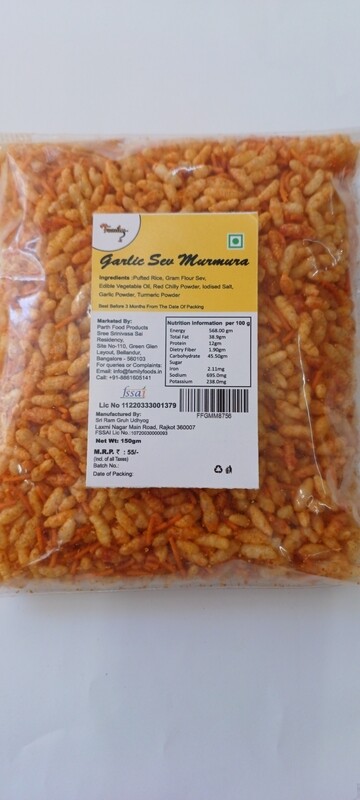 Garlic Sev Murmura
Ingredients :Puffed Rice, Gram Flour Sev,
Edible Vegetable Oil, Red Chilly Powder, Iodised Salt,
Garlic Powder, Turmeric Powder
Best Before 3 Months From The Date Of Packing
Marketed By:
Parth Food Products
Sree Srinivasa Sai
Residency,
Site No-110, Green Glen
Layout, Bellandur,
Bangalore - 560103
For queries or Complaints:
Email: info@familyfoods.in
Call: +91-8861605141
Nutrition Information per 100 g
Energy 568.00 gm
Total Fat 38.9gm
Protein 12gm
Dietry Fiber 1.90gm
Carbohydrate 45.50gm
Sugar
Iron 2.11mg
Sodium 695.0mg
Potassium 238.0mg
fssai
Lic No 11220333001379
FFGMM8756
Manufactured By:
Sri Ram Gruh Udhyog
Laxmi Nagar Main Road, Rajkot 360007
FSSAI Lic No.:10720030000093
Net Wt: 150gm
M.R.P. ₹ : 55/-
(Incl. of all Taxes)
Batch No.:
Date of Packing: